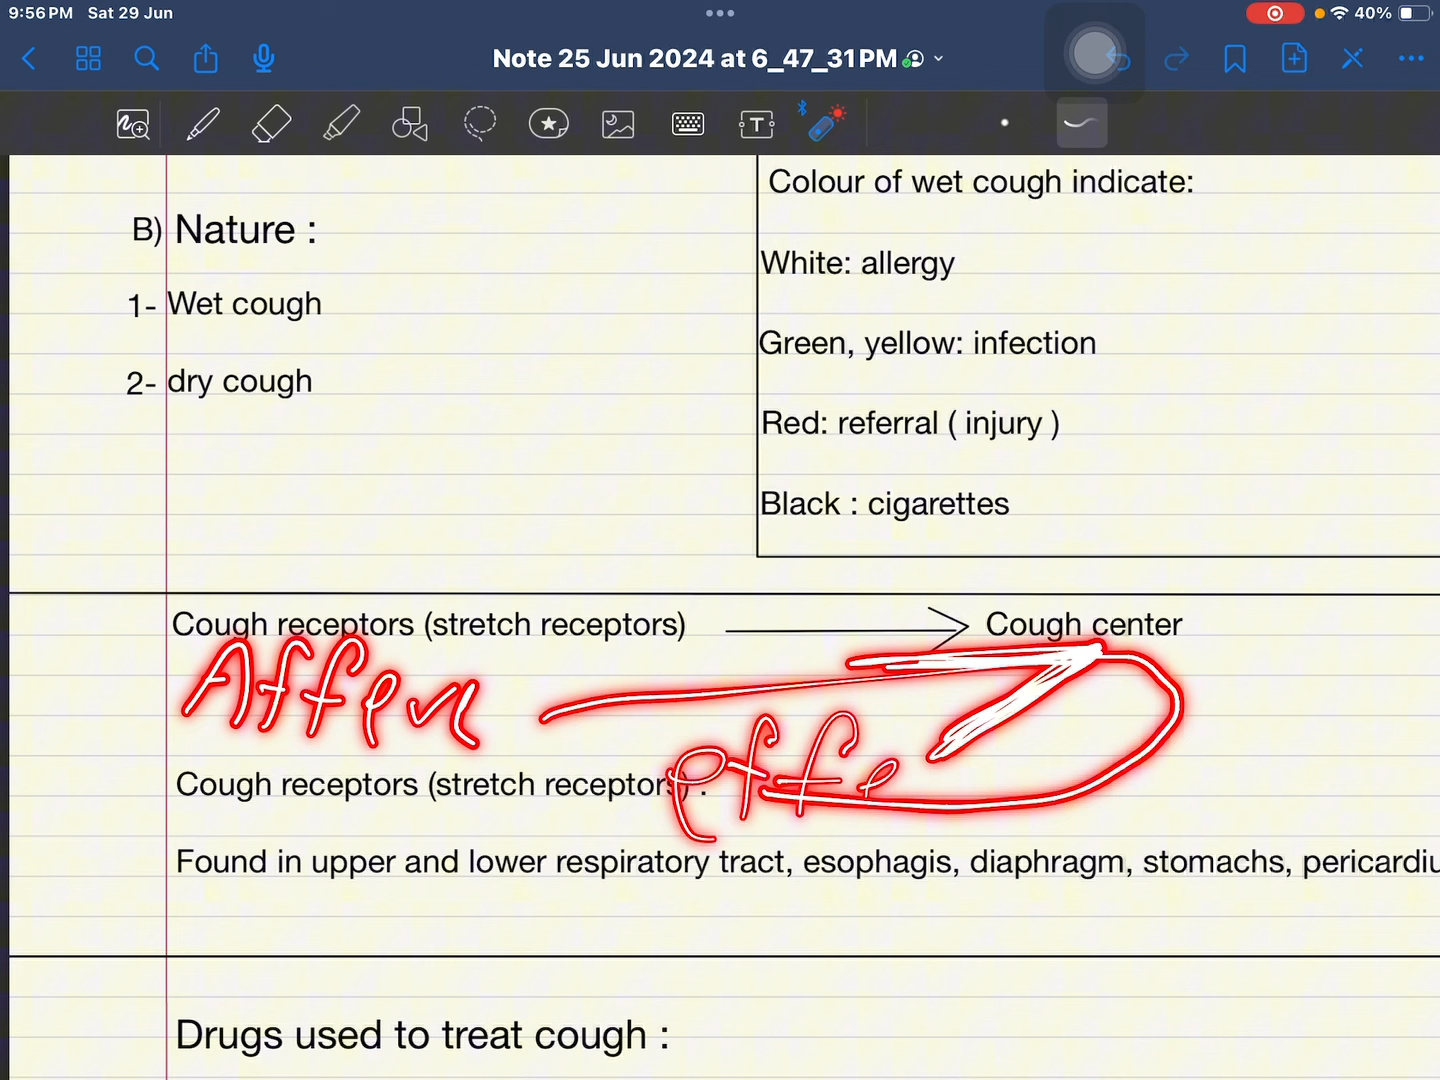 9:56 PM Sat 29 Jun
40%
Note 25 Jun 2024 at 6_47_31 PM
T
B) Nature :
1- Wet cough
2- dry cough
Colour of wet cough indicate:
White: allergy
Green, yellow: infection
Red: referral ( injury )
Black : cigarettes
Cough receptors (stretch receptors) Cough center
effe
Cough receptors (stretch receptors) :
Found in upper and lower respiratory tract, esophagis, diaphragm, stomachs, pericardiu
Drugs used to treat cough :